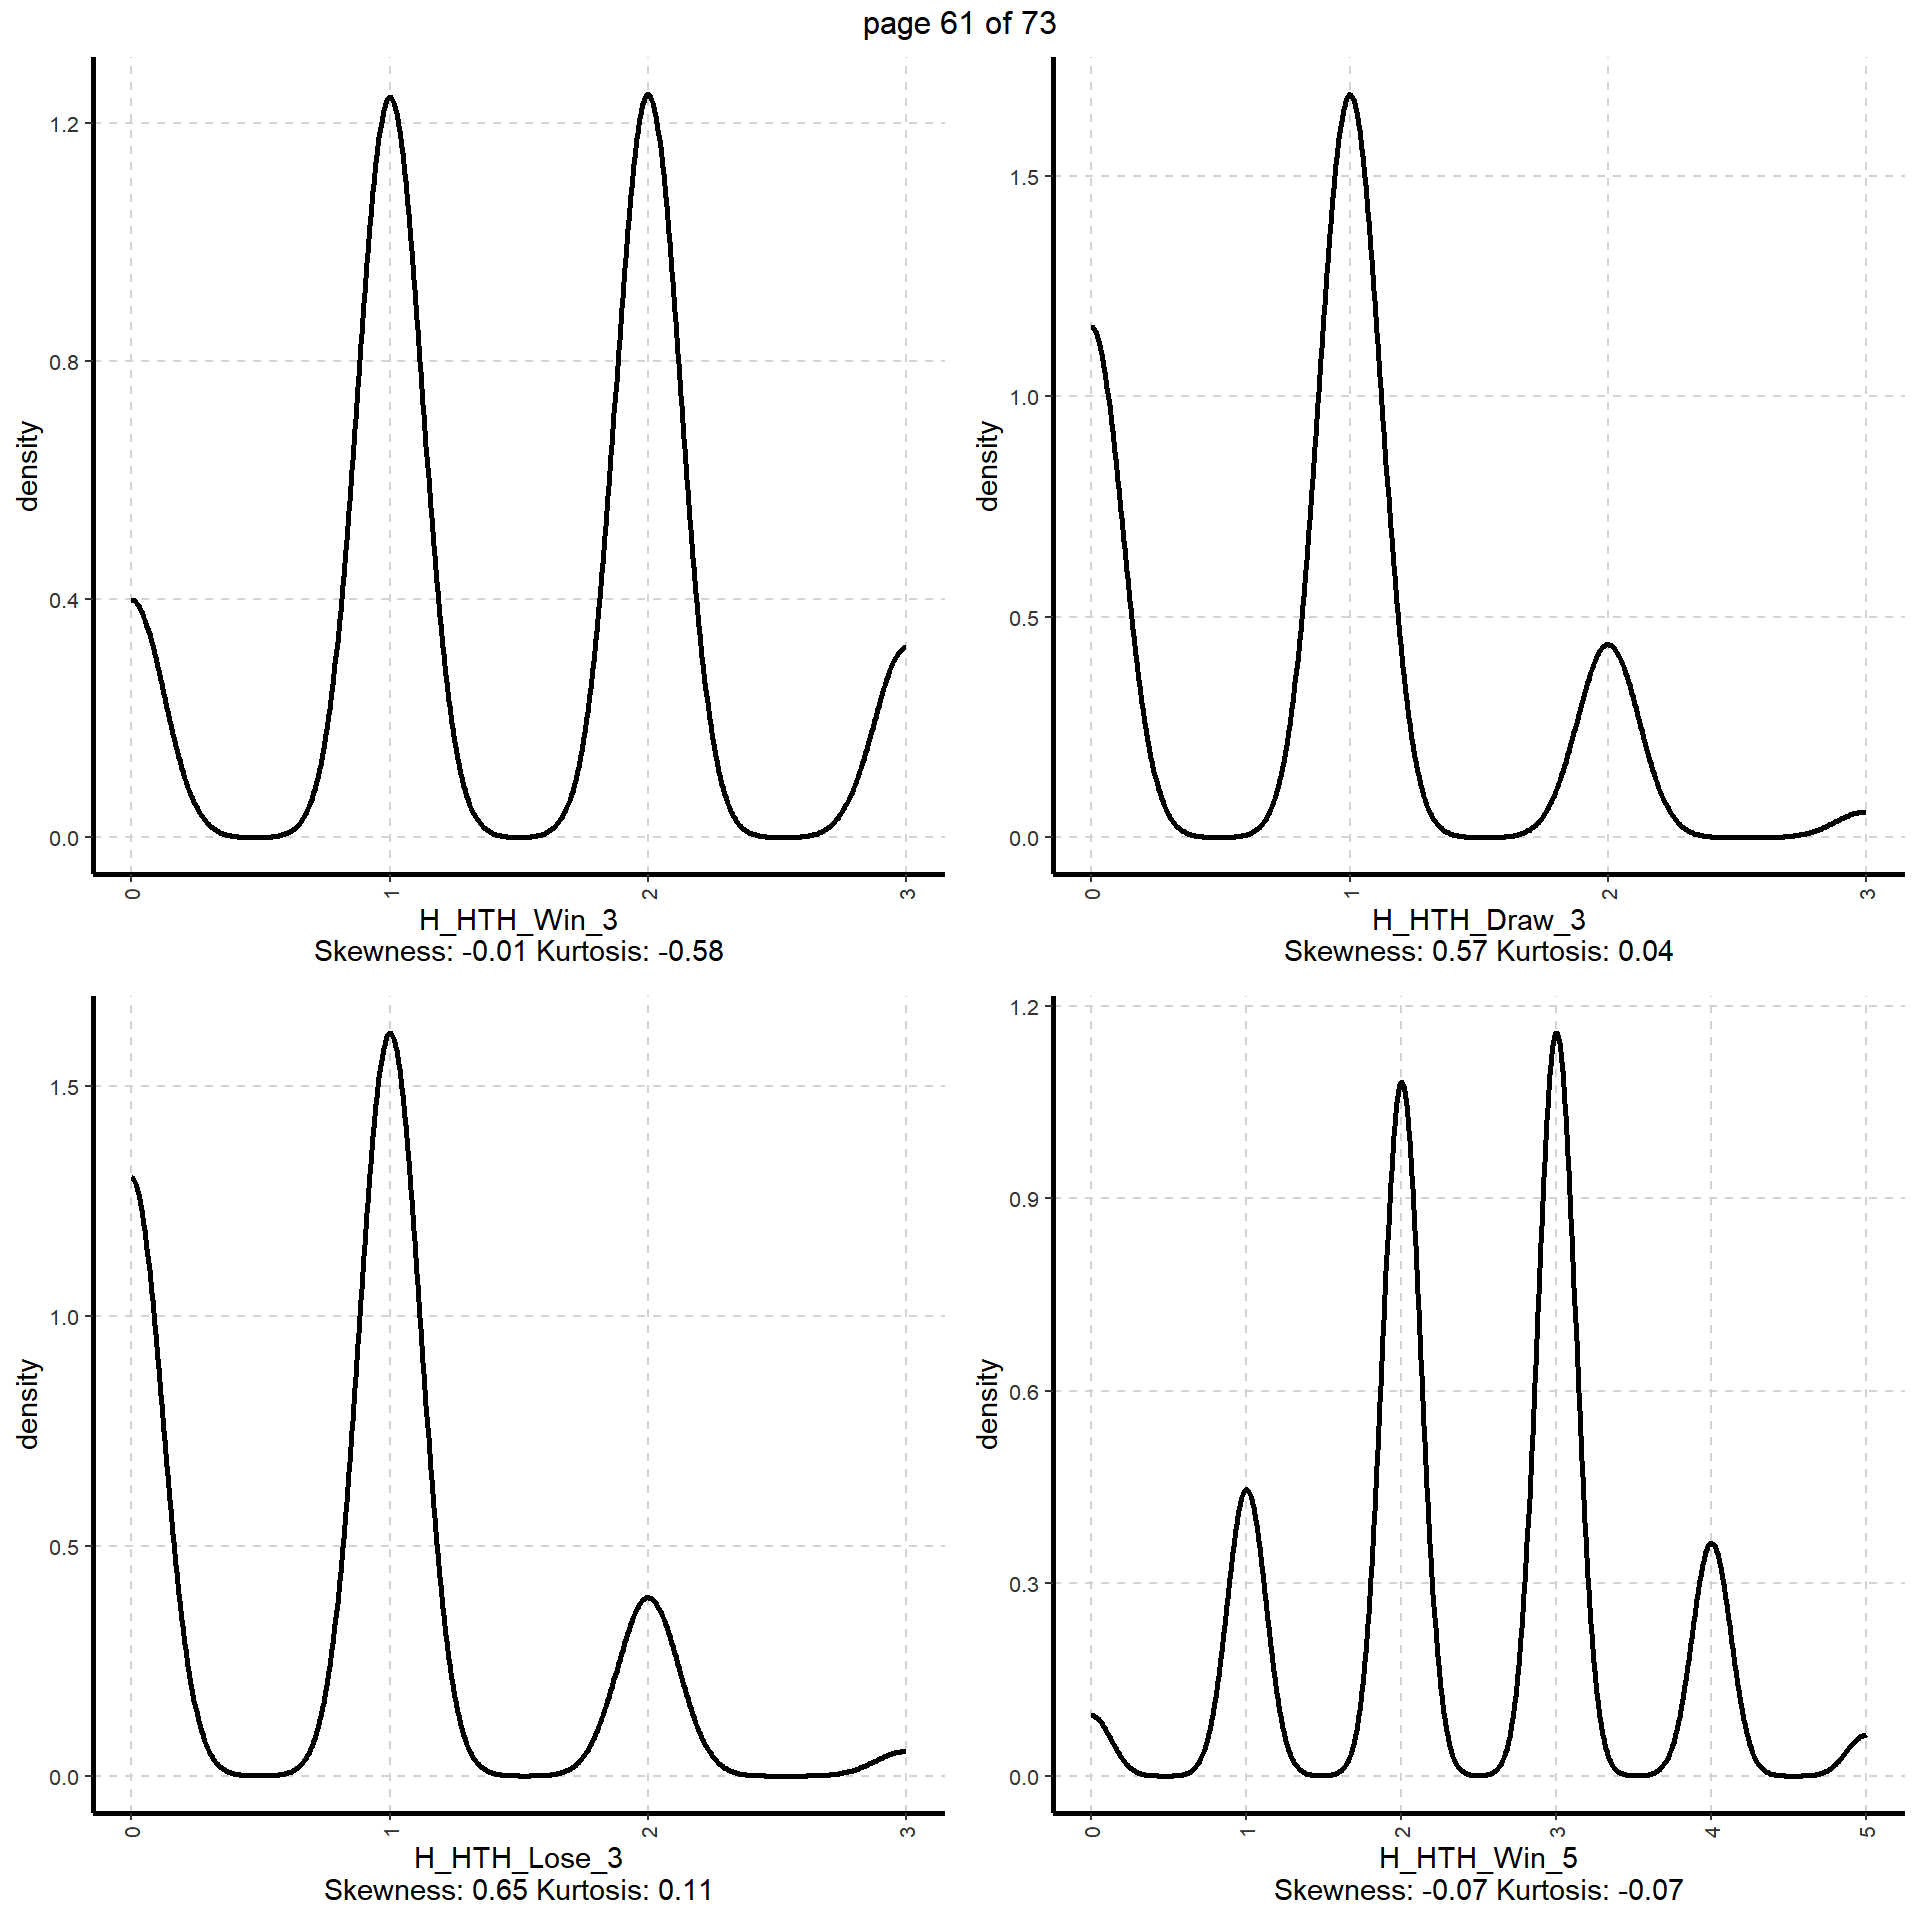 page 61 of 73
density
1.2
0.8
0.4
0.0
0 1 2 3
H_HTH_Win_3
Skewness: -0.01 Kurtosis: -0.58
density
1.5
1.0
0.5
0.0
0 1 2 3
H_HTH_Draw_3
Skewness: 0.57 Kurtosis: 0.04
density
1.5
1.0
0.5
0.0
0 1 2 3
H_HTH_Lose_3
Skewness: 0.65 Kurtosis: 0.11
density
1.2
0.9
0.6
0.3
0.0
0 1 2 3 4 5
H_HTH_Win_5
Skewness: -0.07 Kurtosis: -0.07